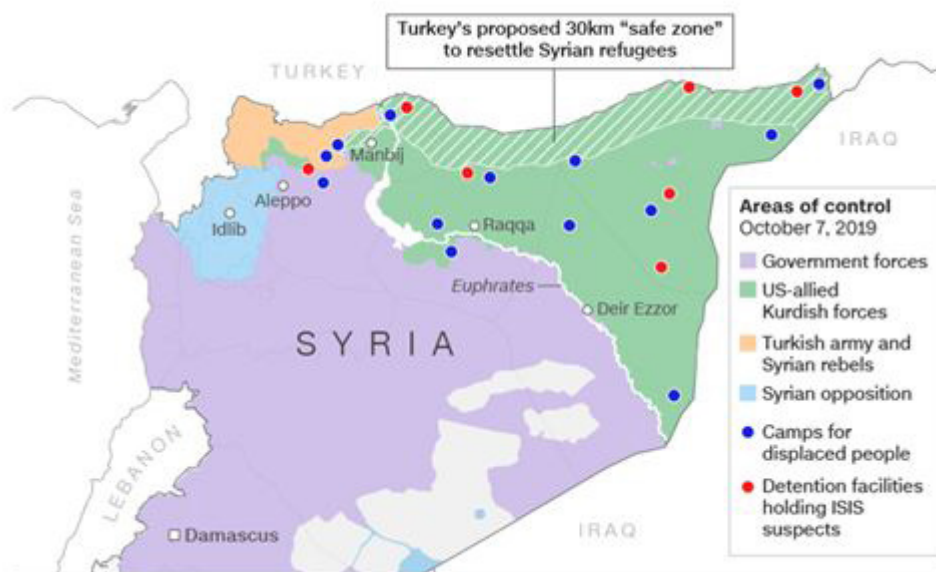 Turkey's proposed 30km “safe zone”
to resettle Syrian refugees
TURKEY
IRAQ
Manbij
Aleppo
Idlib
Raqqa
Mediterranean Sea
Euphrates
Deir Ezzor
SYRIA
LEBANON
Damascus
IRAQ
Areas of control
October 7, 2019
Government forces
US-allied
Kurdish forces
Turkish army and
Syrian rebels
Syrian opposition
Camps for
displaced people
Detention facilities
holding ISIS
suspects